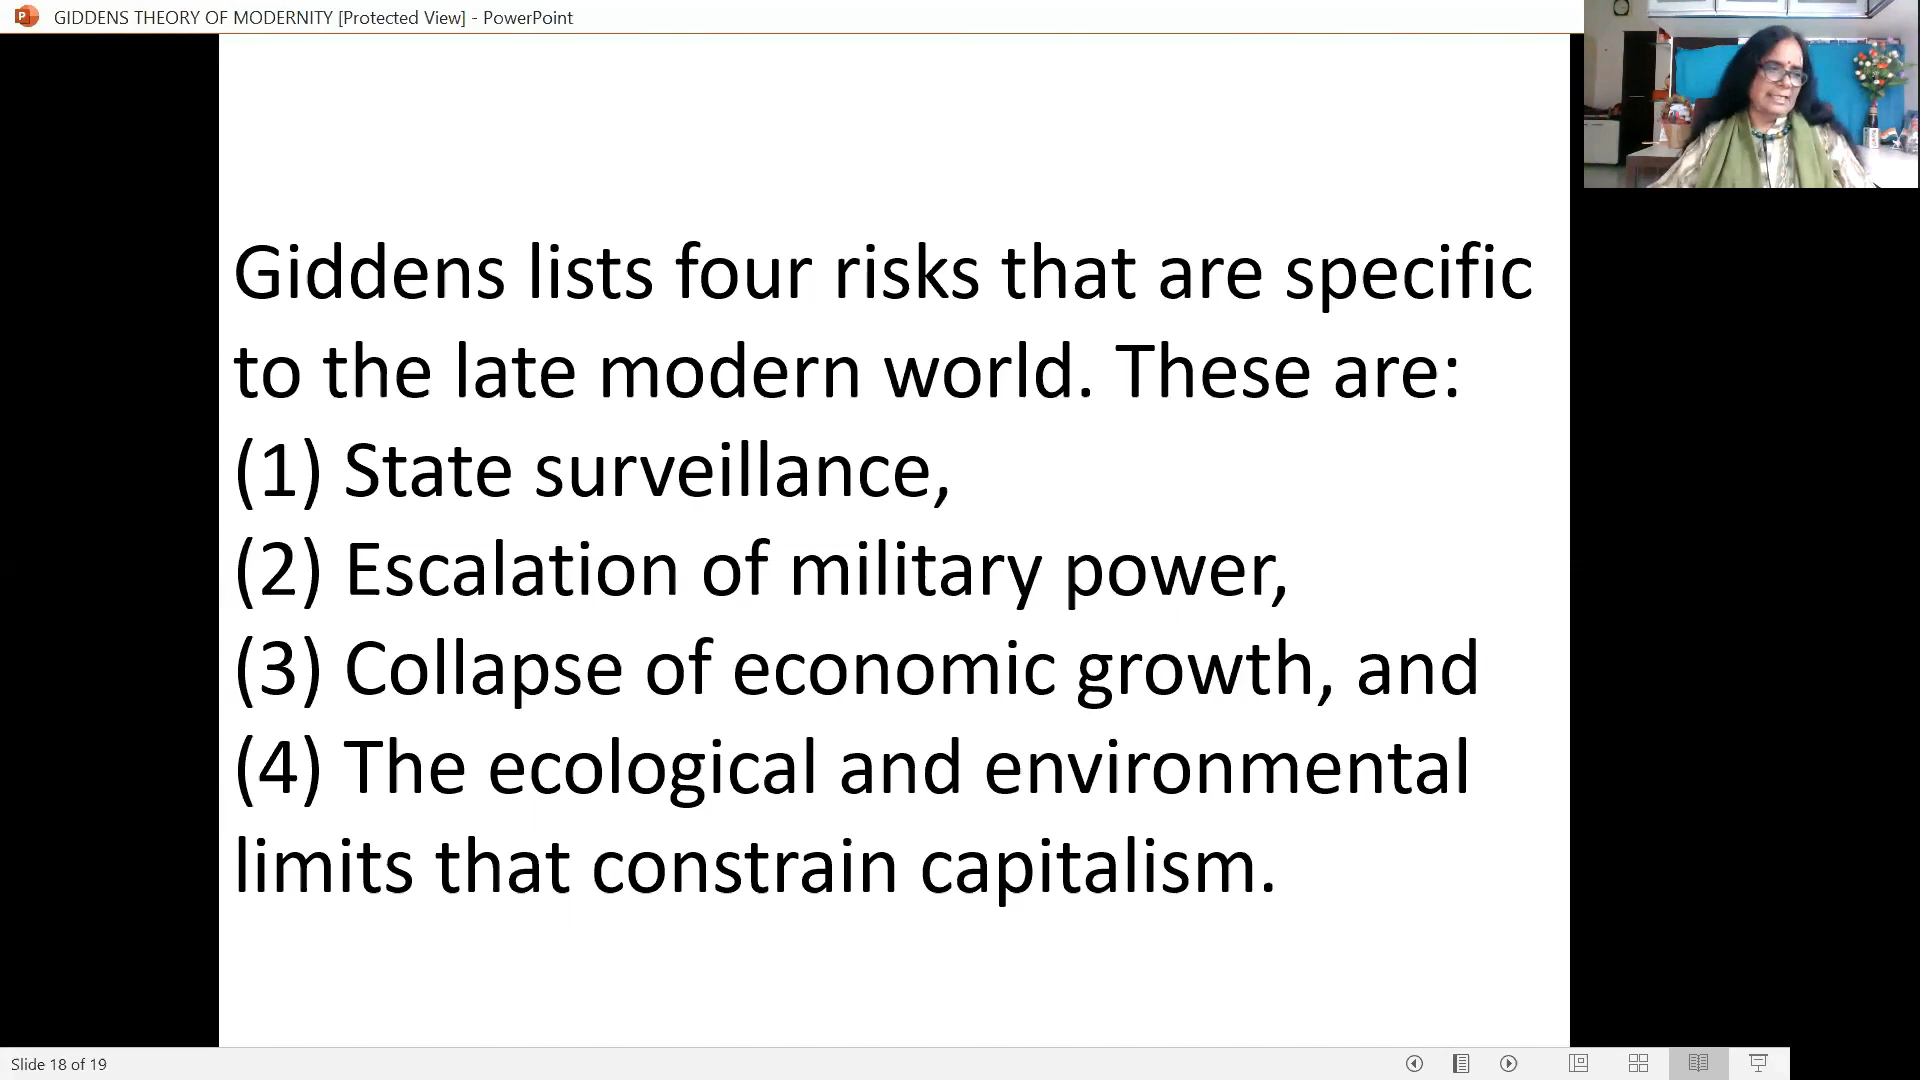 GIDDENS THEORY OF MODERNITY [Protected View] - PowerPoint
Giddens lists four risks that are specific
to the late modern world. These are:
(1) State surveillance,
(2) Escalation of military power,
(3) Collapse of economic growth, and
(4) The ecological and environmental
limits that constrain capitalism.
Slide 18 of 19